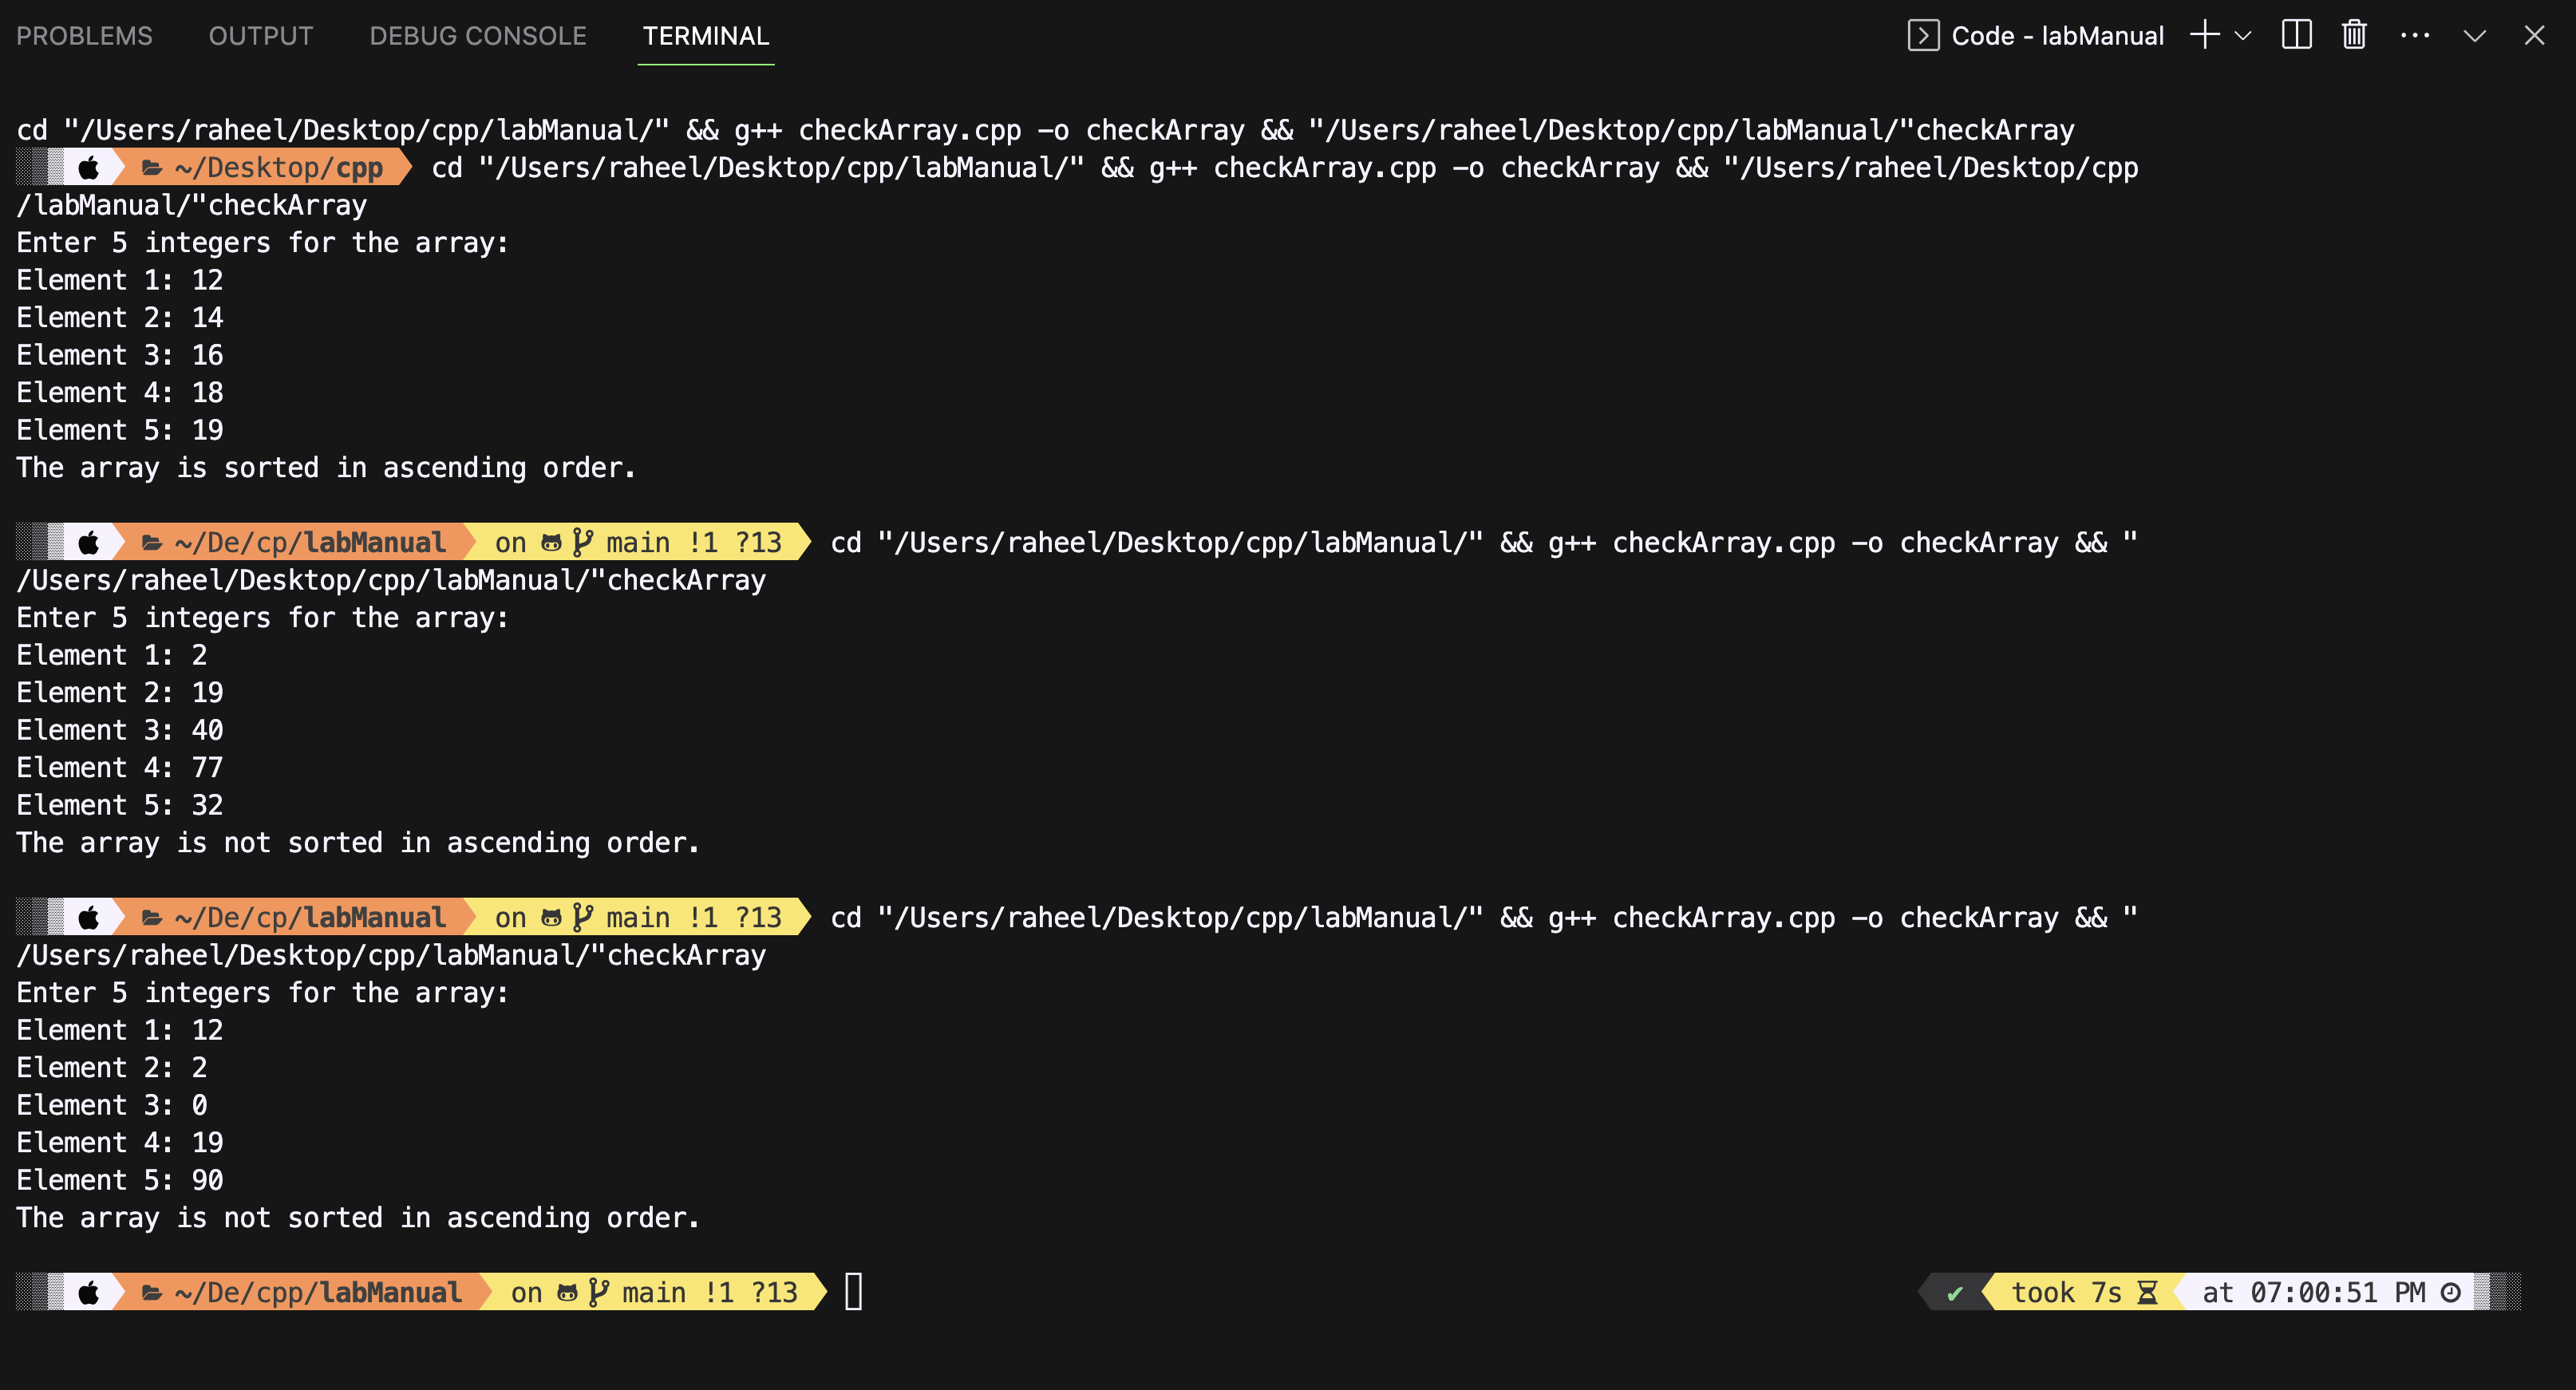 PROBLEMS OUTPUT DEBUG CONSOLE TERMINAL Code - labManual
cd "/Users/raheel/Desktop/cpp/labManual/" && g++ checkArray.cpp -o checkArray && "/Users/raheel/Desktop/cpp/labManual/"checkArray
~/Desktop/cpp cd "/Users/raheel/Desktop/cpp/labManual/" && g++ checkArray.cpp -o checkArray && "/Users/raheel/Desktop/cpp
/labManual/"checkArray
Enter 5 integers for the array:
Element 1: 12
Element 2: 14
Element 3: 16
Element 4: 18
Element 5: 19
The array is sorted in ascending order.
~/De/cp/labManual on main !1 ?13 cd "/Users/raheel/Desktop/cpp/labManual/" && g++ checkArray.cpp -o checkArray && "
/Users/raheel/Desktop/cpp/labManual/"checkArray
Enter 5 integers for the array:
Element 1: 2
Element 2: 19
Element 3: 40
Element 4: 77
Element 5: 32
The array is not sorted in ascending order.
~/De/cp/labManual on main !1 ?13 cd "/Users/raheel/Desktop/cpp/labManual/" && g++ checkArray.cpp -o checkArray && "
/Users/raheel/Desktop/cpp/labManual/"checkArray
Enter 5 integers for the array:
Element 1: 12
Element 2: 2
Element 3: 0
Element 4: 19
Element 5: 90
The array is not sorted in ascending order.
~/De/cpp/labManual on main !1 ?13 ✔ took 7s at 07:00:51 PM